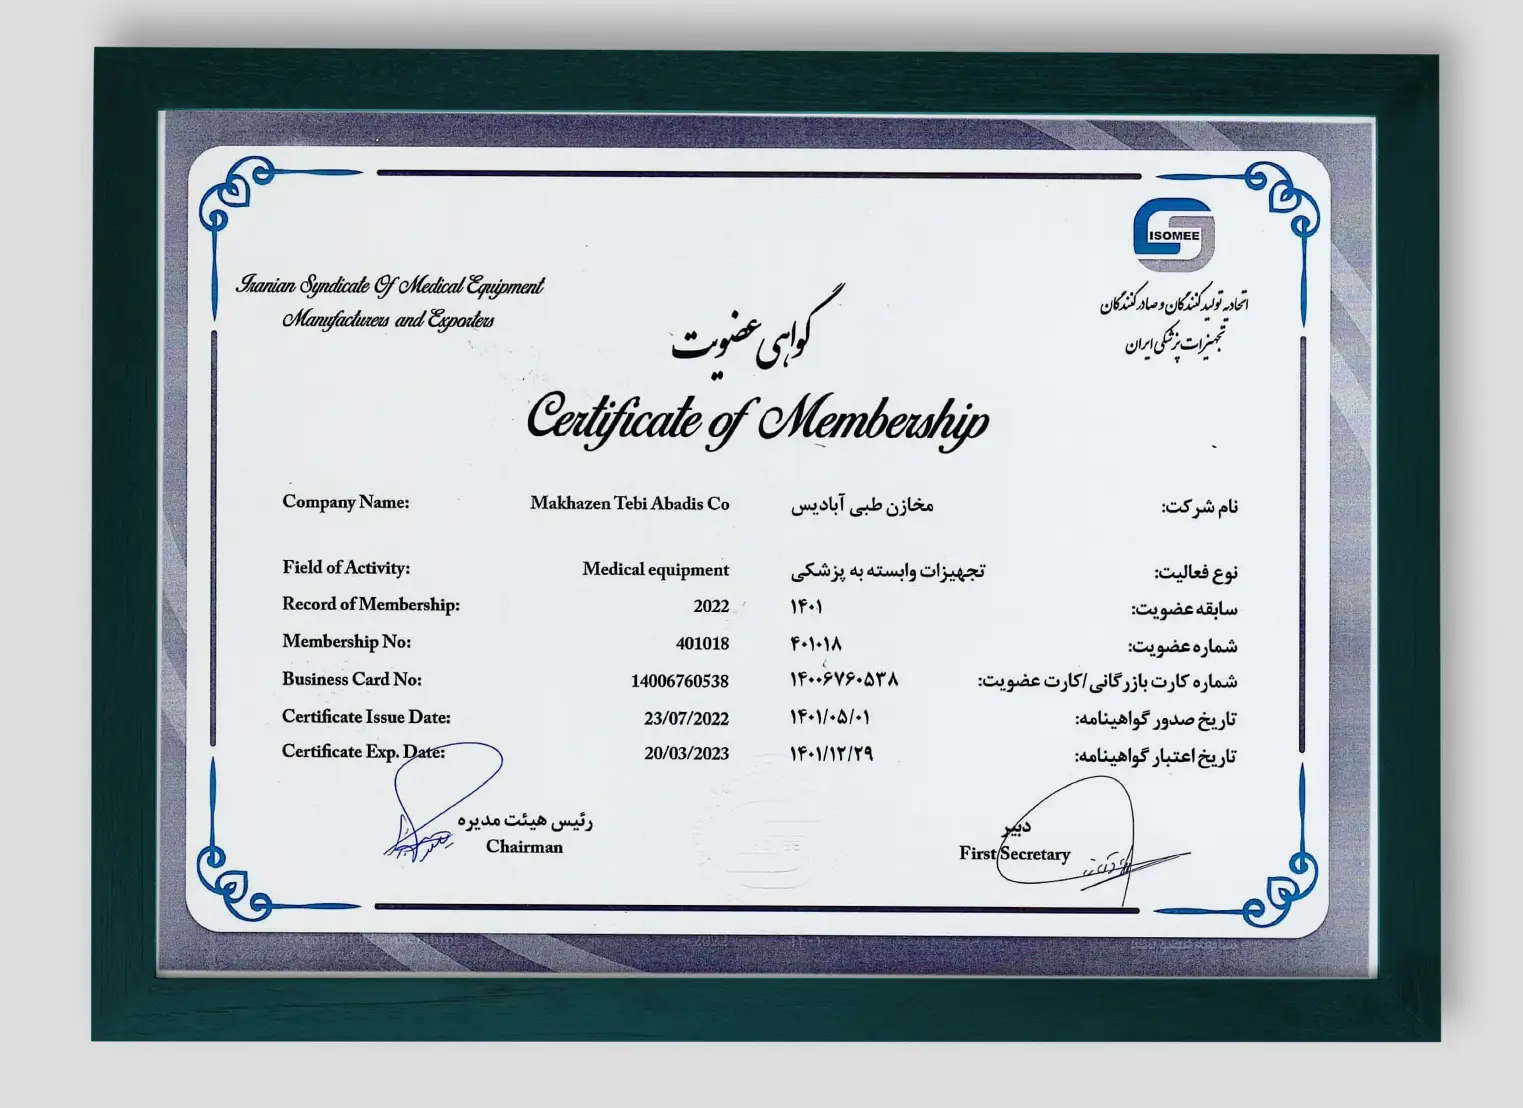 ISOMEE
Iranian Syndicate Of Medical Equipment
Manufacturers and Exporters
اتحادیه تولیدکنندگان و صادرکنندگان
تجهیزات پزشکی ایران
گواهی عضویت
Certificate of Membership
Company Name: Makhazen Tebi Abadis Co
نام شرکت: مخازن طبی آبادیس
Field of Activity: Medical equipment
نوع فعالیت: تجهیزات وابسته به پزشکی
Record of Membership: 2022
سابقه عضویت: ۱۴۰۱
Membership No: 401018
شماره عضویت: ۴۰۱۰۱۸
Business Card No: 14006760538
شماره کارت بازرگانی/کارت عضویت: ۱۴۰۰۶۷۶۰۵۳۸
Certificate Issue Date: 23/07/2022
تاریخ صدور گواهینامه: ۱۴۰۱/۰۵/۰۱
Certificate Exp. Date: 20/03/2023
تاریخ اعتبار گواهینامه: ۱۴۰۱/۱۲/۲۹
رئیس هیئت مدیره
Chairman
دبیر
First Secretary